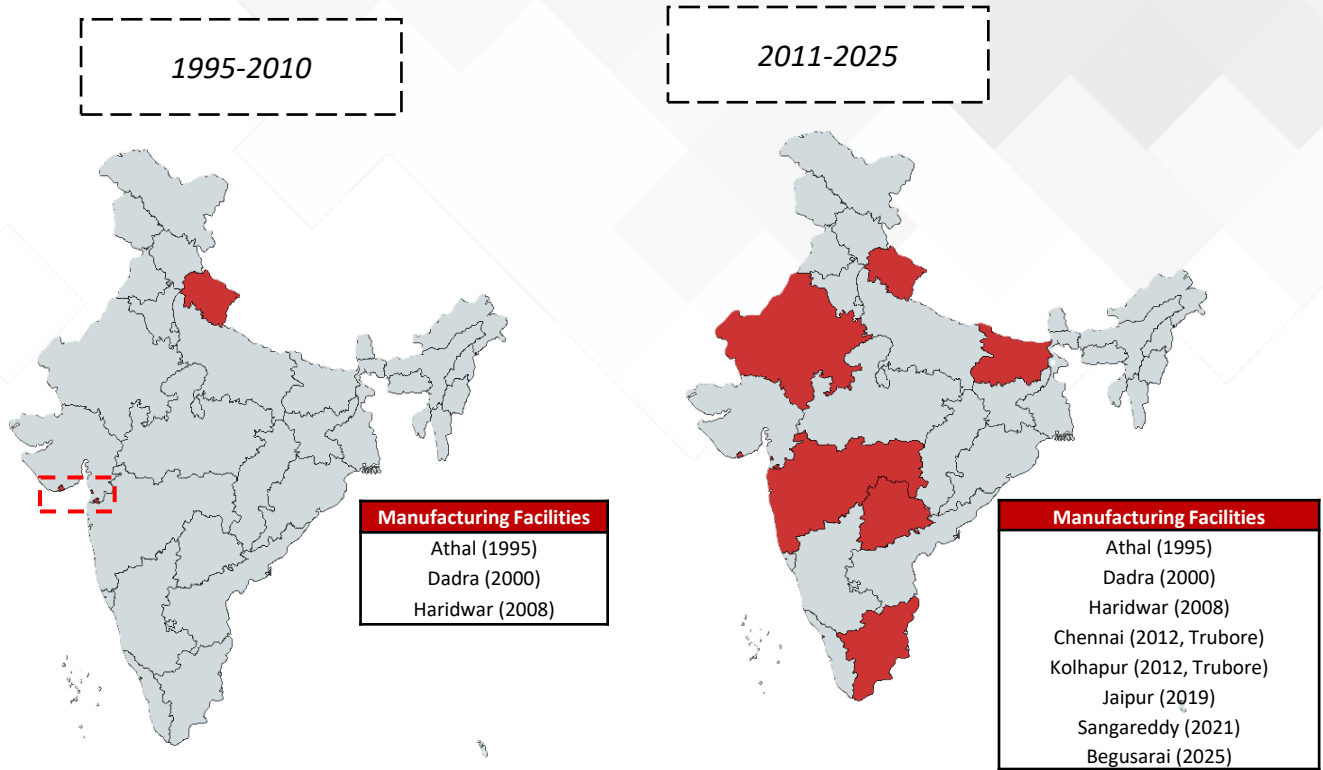 1995-2010
2011-2025
Manufacturing Facilities
Athal (1995)
Dadra (2000)
Haridwar (2008)
Manufacturing Facilities
Athal (1995)
Dadra (2000)
Haridwar (2008)
Chennai (2012, Trubore)
Kolhapur (2012, Trubore)
Jaipur (2019)
Sangareddy (2021)
Begusarai (2025)